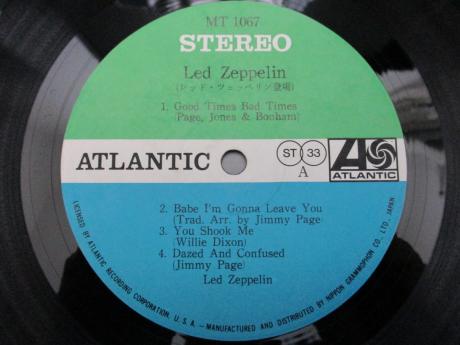 MT 1067
STEREO
Led Zeppelin
(レッド・ツェッペリン登場)
1. Good Times Bad Times
(Page, Jones & Bonham)
ATLANTIC
ST 33
A
ATLANTIC
2. Babe I'm Gonna Leave You
(Trad. Arr. by Jimmy Page)
3. You Shook Me
(Willie Dixon)
4. Dazed And Confused
(Jimmy Page)
Led Zeppelin
LICENSED BY ATLANTIC RECORDING CORPORATION, U.S.A.-MANUFACTURED AND DISTRIBUTED BY NIPPON GRAMMOPHON CO., LTD., JAPAN